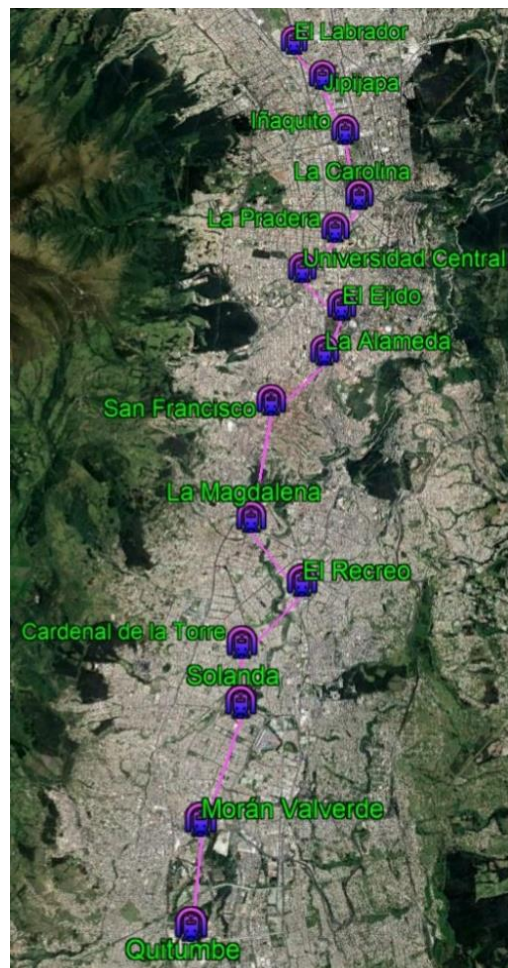 El Labrador
Jipijapa
Iñaquito
La Carolina
La Pradera
Universidad Central
El Ejido
La Alameda
San Francisco
La Magdalena
El Recreo
Cardenal de la Torre
Solanda
Morán Valverde
Quitumbe